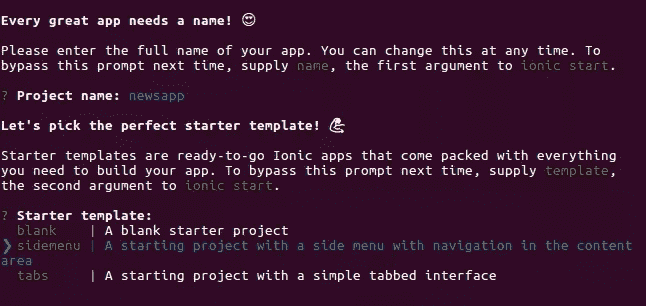 Every great app needs a name! 😍
Please enter the full name of your app. You can change this at any time. To
bypass this prompt next time, supply name, the first argument to ionic start.
? Project name: newsapp
Let's pick the perfect starter template! 💪
Starter templates are ready-to-go Ionic apps that come packed with everything
you need to build your app. To bypass this prompt next time, supply template,
the second argument to ionic start.
? Starter template:
blank | A blank starter project
❯ sidemenu | A starting project with a side menu with navigation in the content
area
tabs | A starting project with a simple tabbed interface